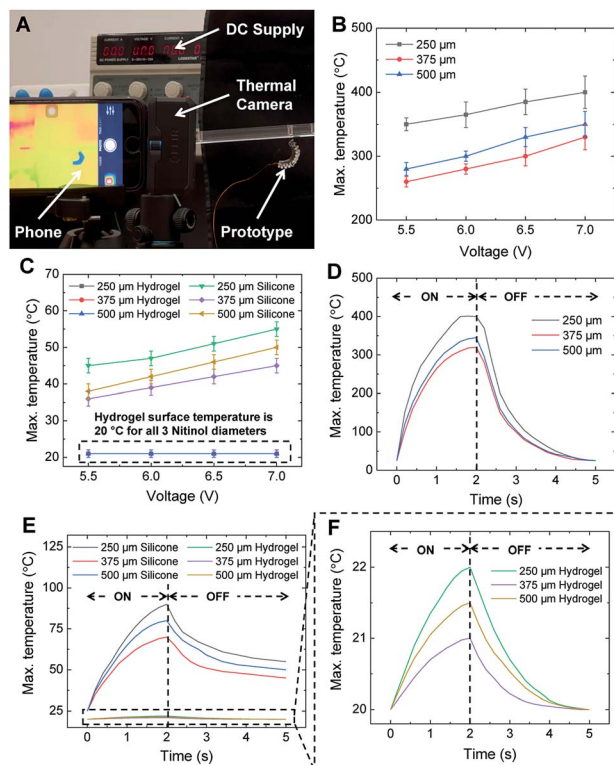 A
DC Supply
Thermal
Camera
Phone
Prototype
B
250 µm
375 µm
500 µm
Max. temperature (°C)
500
400
300
200
5.5 6.0 6.5 7.0
Voltage (V)
C
250 µm Hydrogel 250 µm Silicone
375 µm Hydrogel 375 µm Silicone
500 µm Hydrogel 500 µm Silicone
Max. temperature (°C)
70
60
50
40
30
20
Hydrogel surface temperature is
20 °C for all 3 Nitinol diameters
5.5 6.0 6.5 7.0
Voltage (V)
D
ON OFF
250 µm
375 µm
500 µm
Max. temperature (°C)
500
400
300
200
100
0
0 1 2 3 4 5
Time (s)
E
250 µm Silicone 250 µm Hydrogel
375 µm Silicone 375 µm Hydrogel
500 µm Silicone 500 µm Hydrogel
ON OFF
Max. temperature (°C)
125
100
75
50
25
0 1 2 3 4 5
Time (s)
F
ON OFF
250 µm Hydrogel
375 µm Hydrogel
500 µm Hydrogel
Max. temperature (°C)
22
21
20
0 1 2 3 4 5
Time (s)